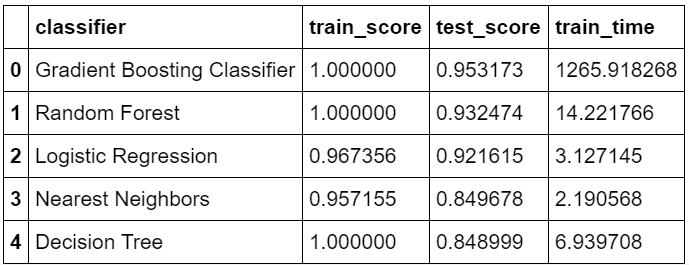 classifier train_score test_score train_time
0 Gradient Boosting Classifier 1.000000 0.953173 1265.918268
1 Random Forest 1.000000 0.932474 14.221766
2 Logistic Regression 0.967356 0.921615 3.127145
3 Nearest Neighbors 0.957155 0.849678 2.190568
4 Decision Tree 1.000000 0.848999 6.939708